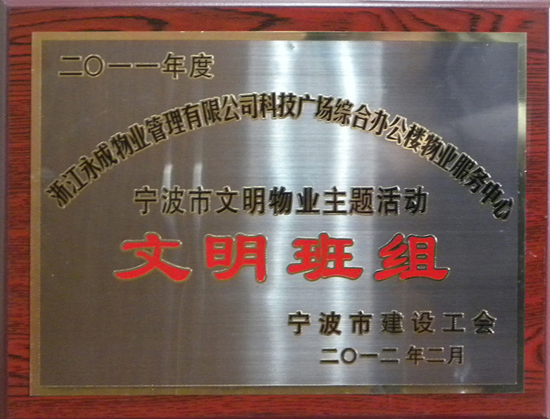 二〇一一年度
浙江永成物业管理有限公司科技广场综合办公楼物业服务中心
宁波市文明物业主题活动
文明班组
宁波市建设工会
二〇一二年二月